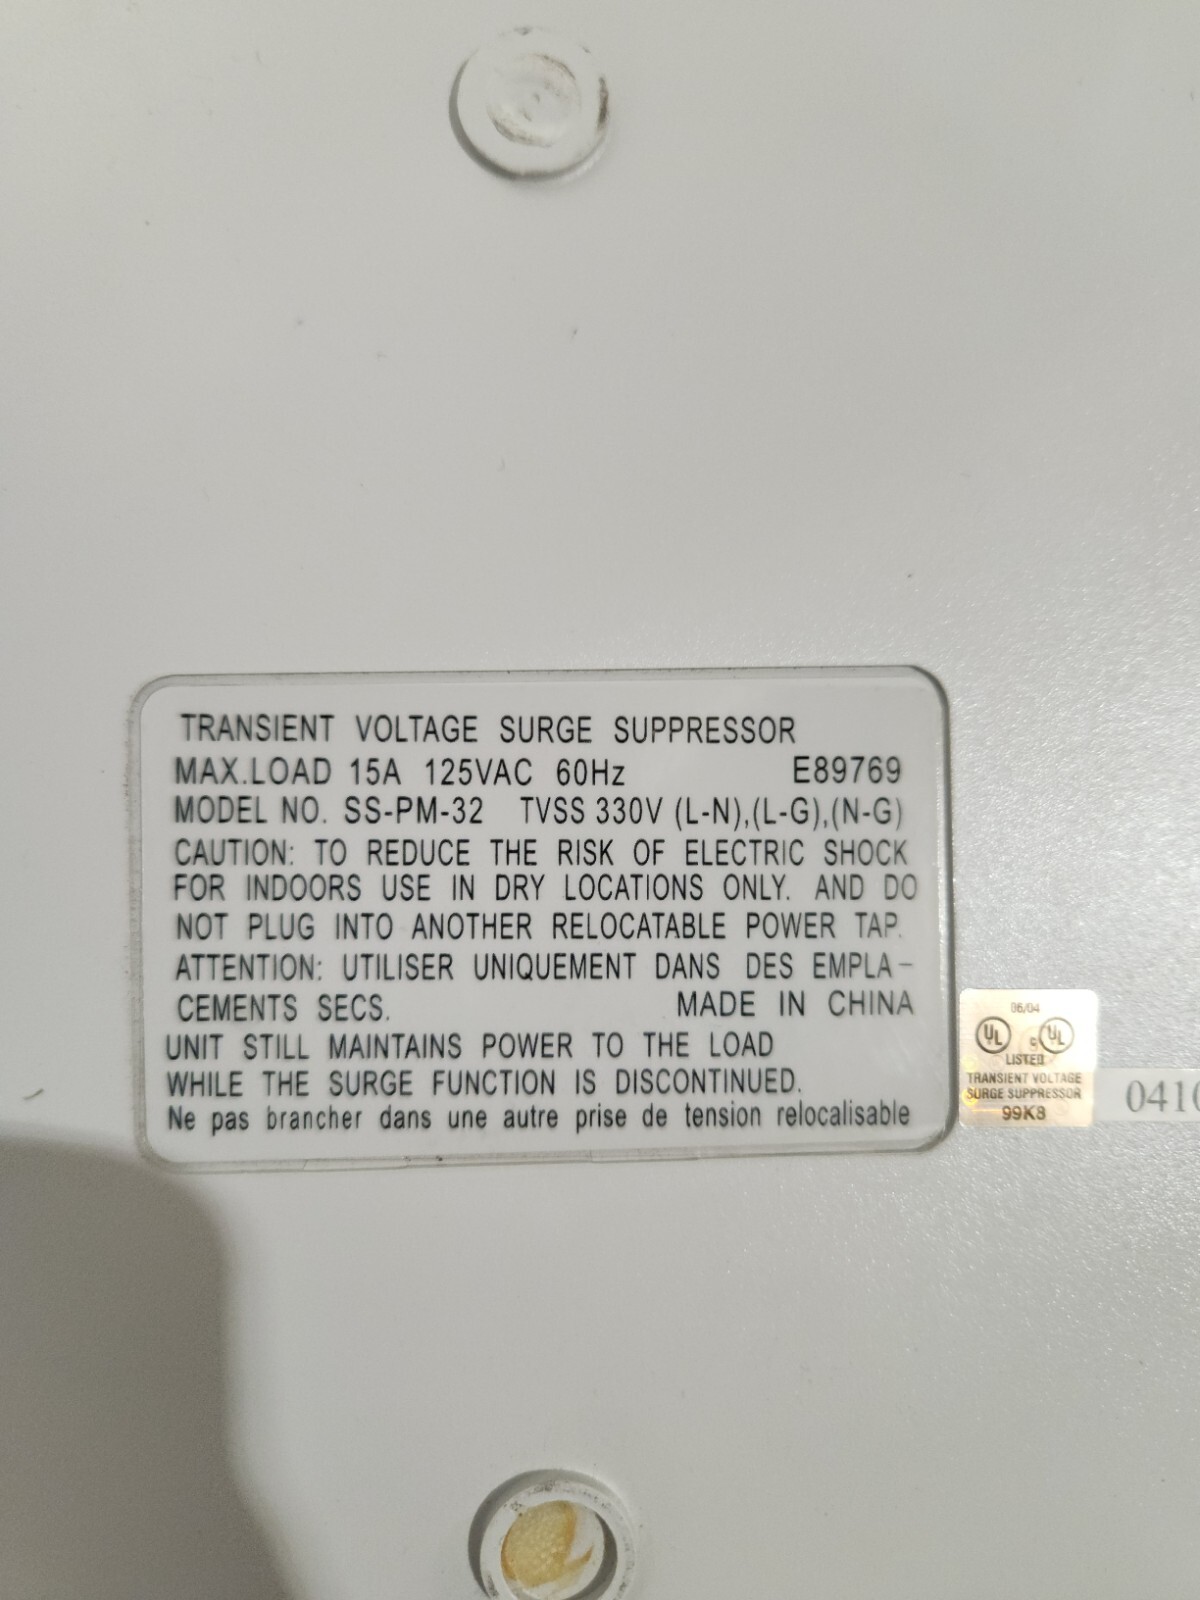 TRANSIENT VOLTAGE SURGE SUPPRESSOR
MAX.LOAD 15A 125VAC 60Hz E89769
MODEL NO. SS-PM-32 TVSS 330V (L-N),(L-G),(N-G)
CAUTION: TO REDUCE THE RISK OF ELECTRIC SHOCK
FOR INDOORS USE IN DRY LOCATIONS ONLY. AND DO
NOT PLUG INTO ANOTHER RELOCATABLE POWER TAP.
ATTENTION: UTILISER UNIQUEMENT DANS DES EMPLA-
CEMENTS SECS. MADE IN CHINA
UNIT STILL MAINTAINS POWER TO THE LOAD
WHILE THE SURGE FUNCTION IS DISCONTINUED.
Ne pas brancher dans une autre prise de tension relocalisable
06/04
UL c UL
LISTED
TRANSIENT VOLTAGE
SURGE SUPPRESSOR
99K8